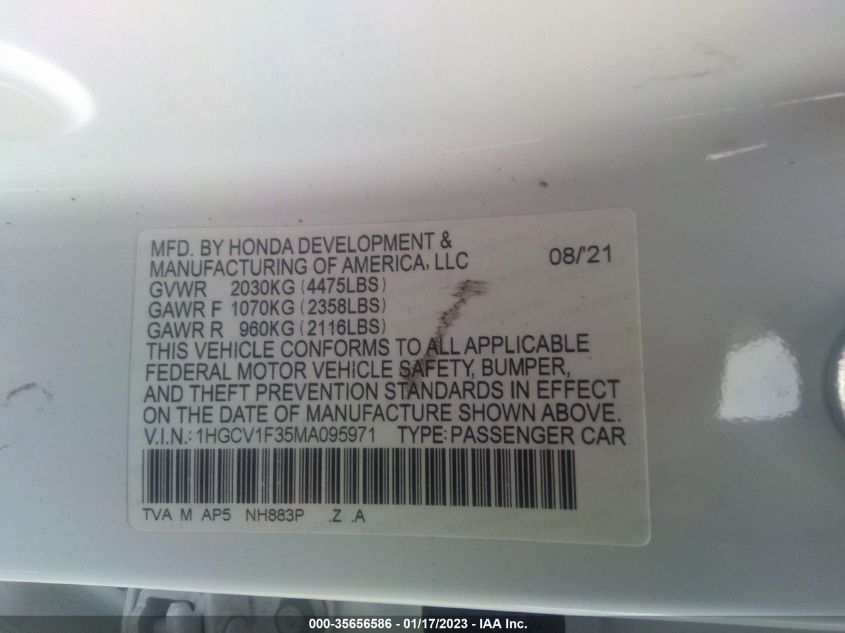 MFD. BY HONDA DEVELOPMENT &
MANUFACTURING OF AMERICA, LLC 08/'21
GVWR 2030KG (4475LBS)
GAWR F 1070KG (2358LBS)
GAWR R 960KG (2116LBS)
THIS VEHICLE CONFORMS TO ALL APPLICABLE
FEDERAL MOTOR VEHICLE SAFETY, BUMPER,
AND THEFT PREVENTION STANDARDS IN EFFECT
ON THE DATE OF MANUFACTURE SHOWN ABOVE.
V.I.N.: 1HGCV1F35MA095971 TYPE: PASSENGER CAR
TVA M AP5 NH883P .Z .A
000-35656586 - 01/17/2023 - IAA Inc.